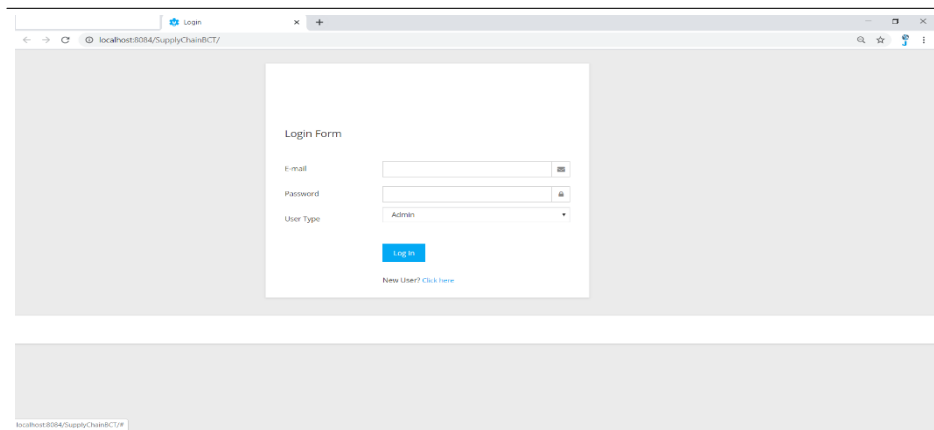 Login
localhost:8084/SupplyChainBCT/
Login Form
E-mail
Password
User Type
Admin
Log In
New User? Click here
localhost:8084/SupplyChainBCT/#